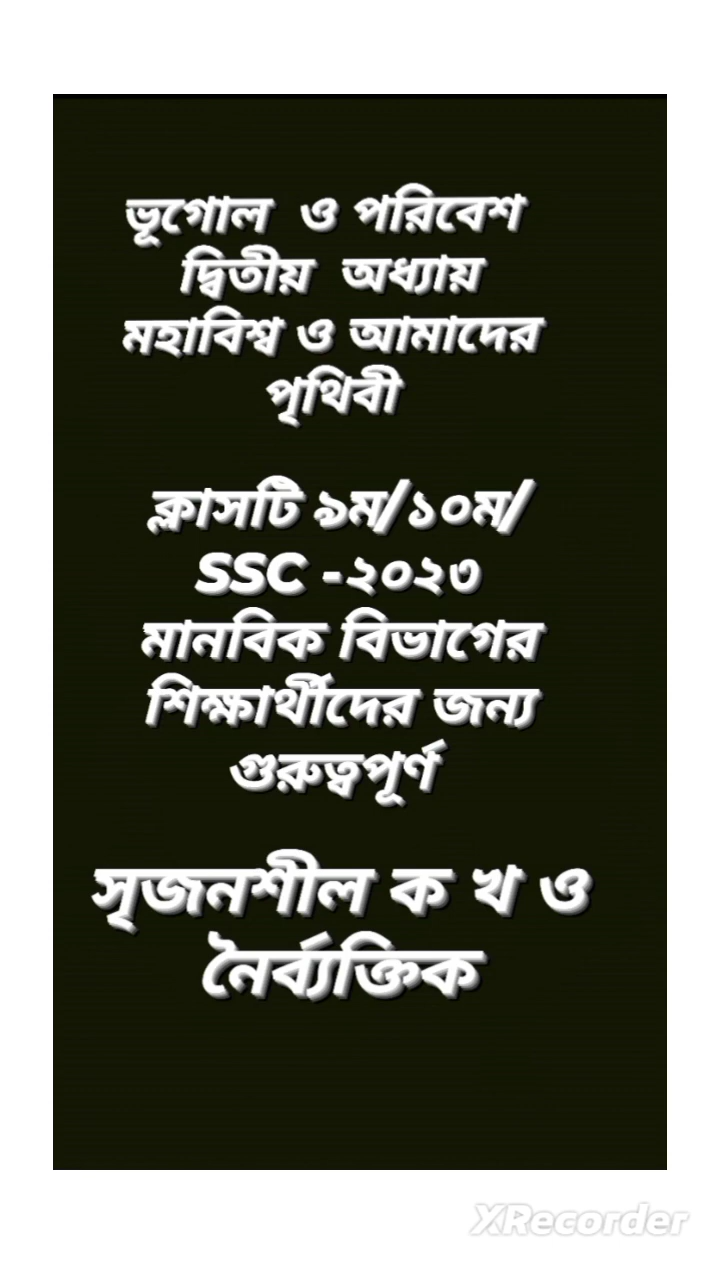 ভূগোল ও পরিবেশ
দ্বিতীয় অধ্যায়
মহাবিশ্ব ও আমাদের
পৃথিবী
ক্লাসটি ৯ম/১০ম/
SSC -২০২৩
মানবিক বিভাগের
শিক্ষার্থীদের জন্য
গুরুত্বপূর্ণ
সৃজনশীল ক খ ও
নৈর্ব্যক্তিক
XRecorder